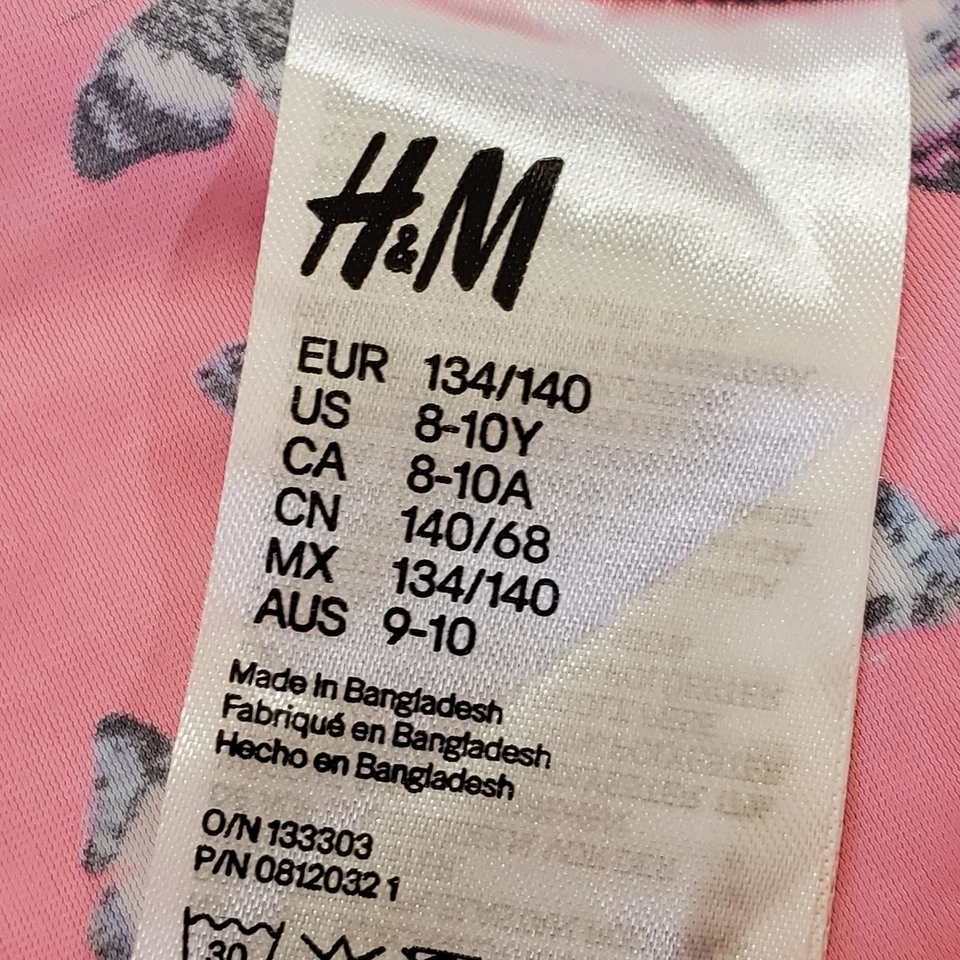 H&M
EUR 134/140
US 8-10Y
CA 8-10A
CN 140/68
MX 134/140
AUS 9-10
Made in Bangladesh
Fabriqué en Bangladesh
Hecho en Bangladesh
O/N 133303
P/N 0812032 1
30